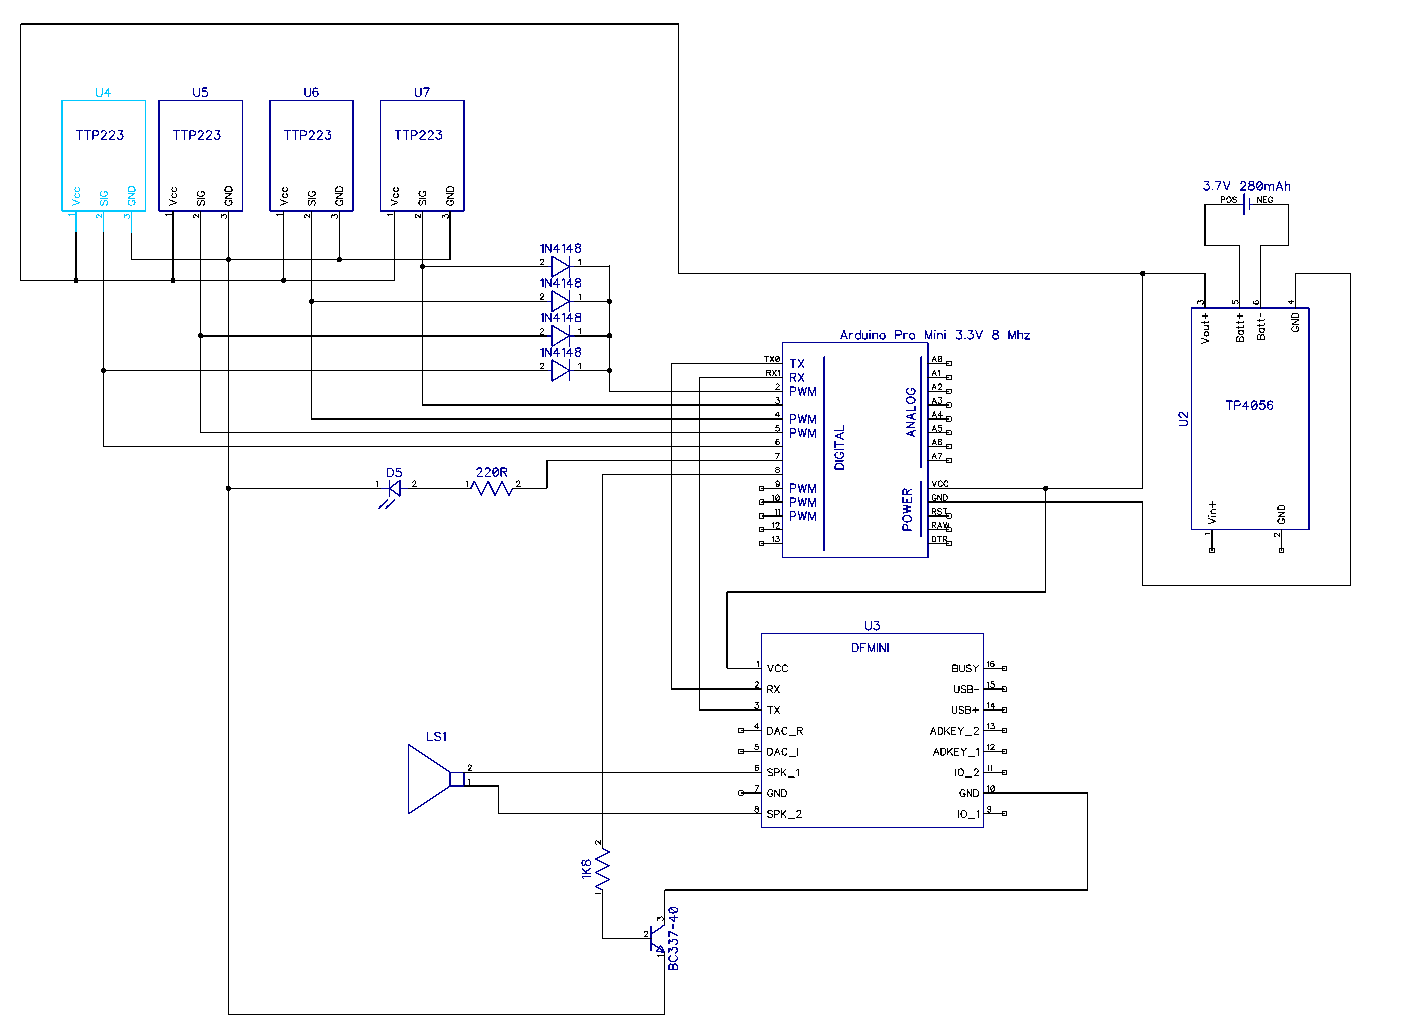 U4 U5 U6 U7
TTP223 TTP223 TTP223 TTP223
Vcc SIG GND Vcc SIG GND Vcc SIG GND Vcc SIG GND
1 2 3 1 2 3 1 2 3 1 2 3
3.7V 280mAh
POS NEG
1N4148
2 1
1N4148
2 1
1N4148
2 1
1N4148
2 1
3 5 6 4
Vout+ Batt+ Batt- GND
U2
TP4056
Vin+ GND
1 2
Arduino Pro Mini 3.3V 8 Mhz
TX0 TX A0
RX1 RX A1
2 PWM A2
3 A3
4 PWM A4
5 PWM A5
6 A6
7 A7
8
9 PWM VCC
10 PWM GND
11 PWM RST
12 RAW
13 DTR
DIGITAL
ANALOG
POWER
D5
1 2
220R
1 2
U3
DFMINI
1 VCC BUSY 16
2 RX USB- 15
3 TX USB+ 14
4 DAC_R ADKEY_2 13
5 DAC_I ADKEY_1 12
6 SPK_1 IO_2 11
7 GND GND 10
8 SPK_2 IO_1 9
LS1
2
1
2
1K8
1
3
2
1
BC337-40